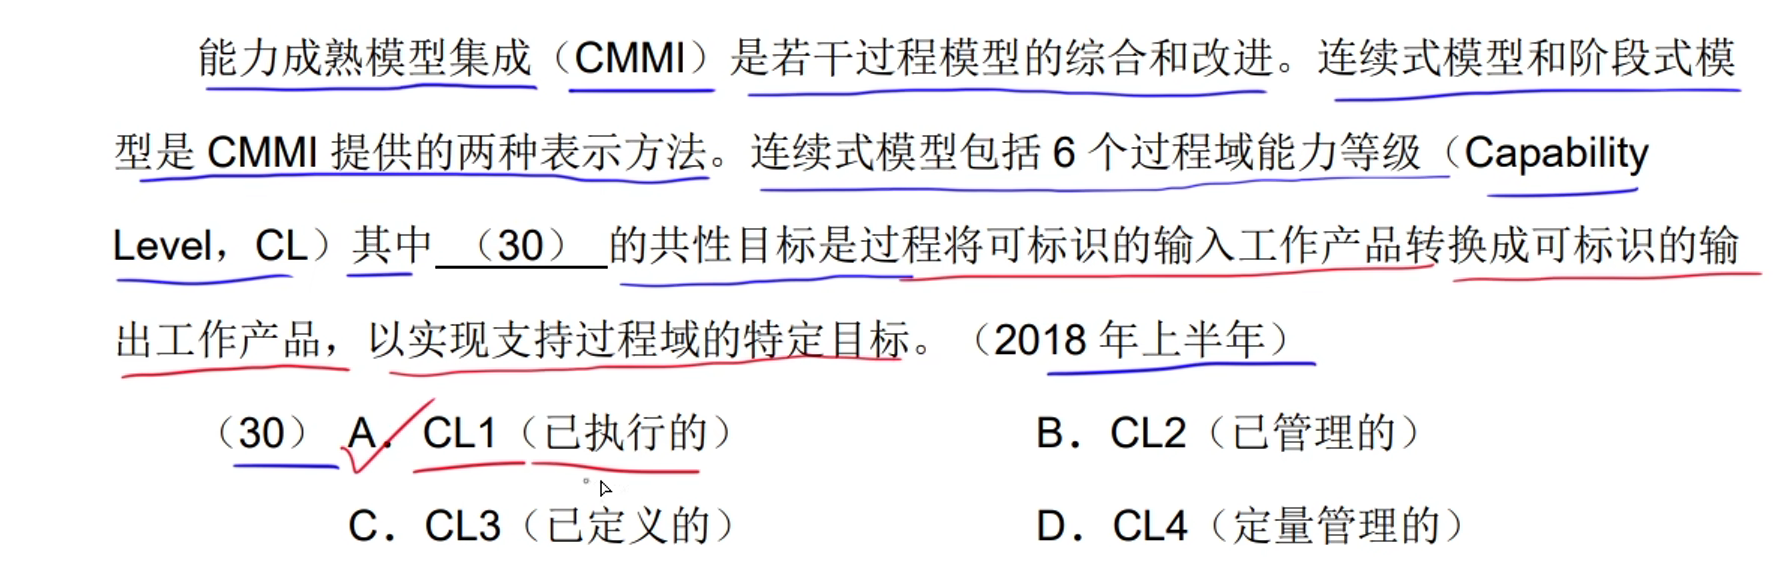 能力成熟模型集成（CMMI）是若干过程模型的综合和改进。连续式模型和阶段式模
型是 CMMI 提供的两种表示方法。连续式模型包括 6 个过程域能力等级（Capability
Level，CL）其中 （30） 的共性目标是过程将可标识的输入工作产品转换成可标识的输
出工作产品，以实现支持过程域的特定目标。（2018 年上半年）
（30） A．CL1（已执行的） B．CL2（已管理的）
C．CL3（已定义的） D．CL4（定量管理的）